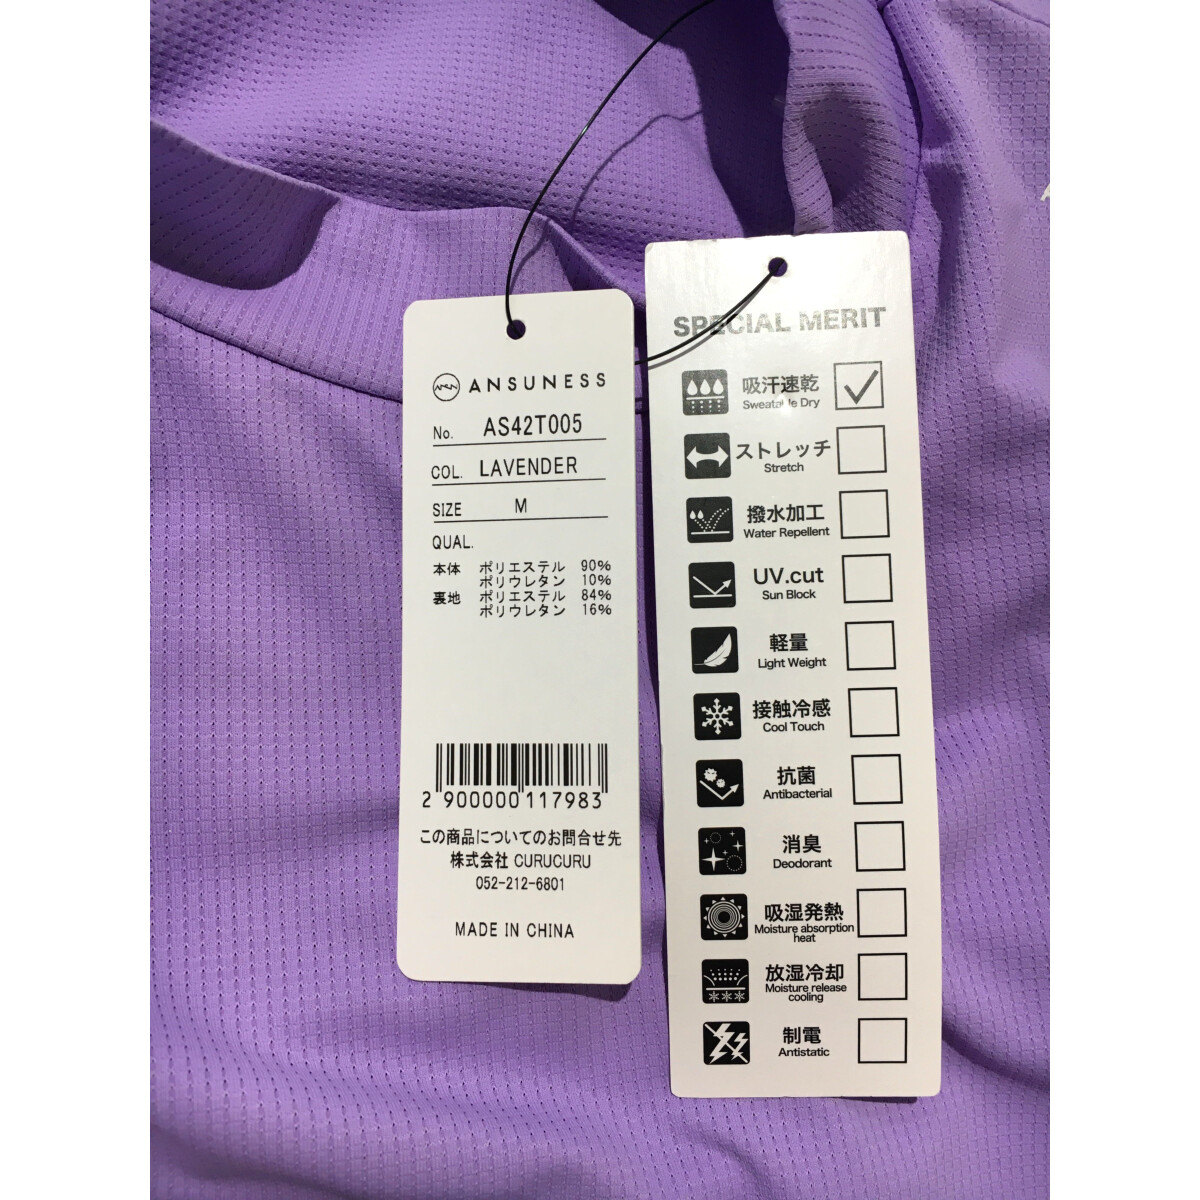 ANSUNESS
No. AS42T005
COL. LAVENDER
SIZE M
QUAL.
本体 ポリエステル 90%
ポリウレタン 10%
裏地 ポリエステル 84%
ポリウレタン 16%
2 900000 117983
この商品についてのお問合せ先
株式会社 CURUCURU
052-212-6801
MADE IN CHINA
SPECIAL MERIT
吸汗速乾
Sweatable Dry
ストレッチ
Stretch
撥水加工
Water Repellent
UV.cut
Sun Block
軽量
Light Weight
接触冷感
Cool Touch
抗菌
Antibacterial
消臭
Deodorant
吸湿発熱
Moisture absorption
heat
放湿冷却
Moisture release
cooling
制電
Antistatic